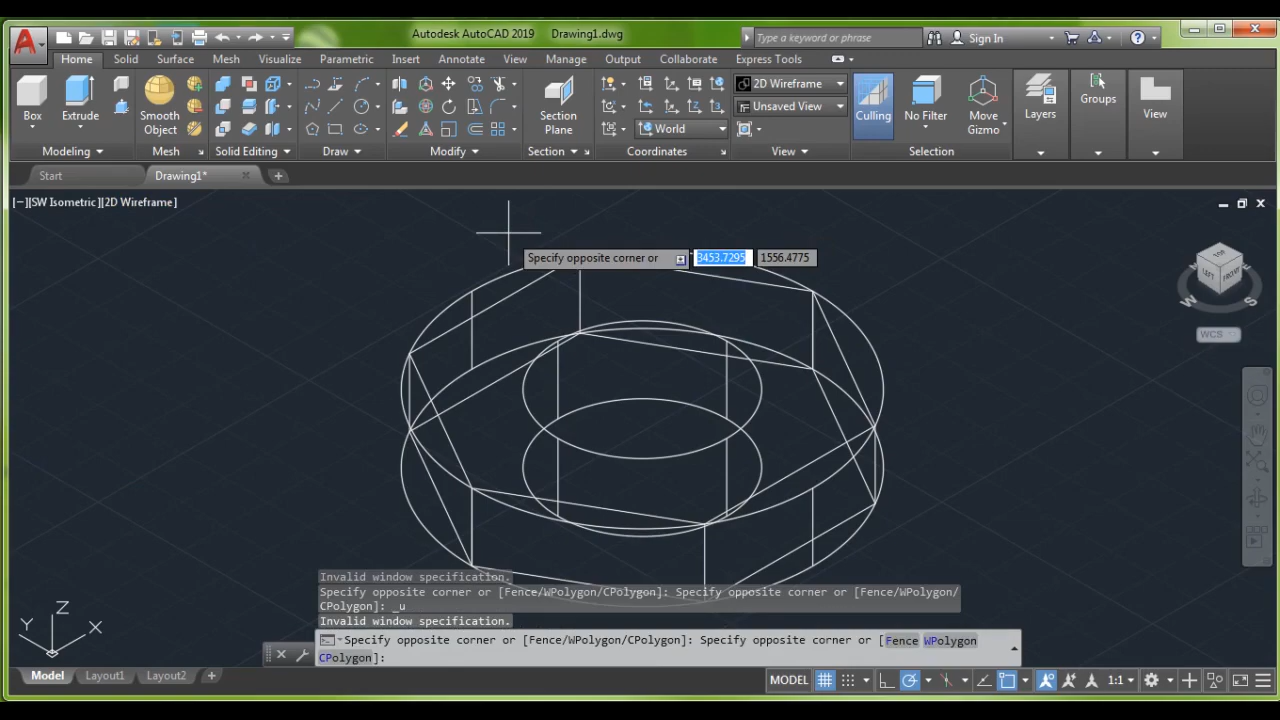 Autodesk AutoCAD 2019 Drawing1.dwg
Type a keyword or phrase
Sign In
Home Solid Surface Mesh Visualize Parametric Insert Annotate View Manage Output Collaborate Express Tools
Box
Extrude
Smooth
Object
Section
Plane
2D Wireframe
Unsaved View
World
Culling
No Filter
Move
Gizmo
Layers
Groups
View
Modeling Mesh Solid Editing Draw Modify Section Coordinates View Selection
Start Drawing1*
[−][SW Isometric][2D Wireframe]
Specify opposite corner or 3453.7295 1556.4775
TOP
LEFT
FRONT
W
S
WCS
Z
Y
X
Invalid window specification.
Specify opposite corner or [Fence/WPolygon/CPolygon]: Specify opposite corner or [Fence/WPolygon/
CPolygon]: _u
Invalid window specification.
Specify opposite corner or [Fence/WPolygon/CPolygon]: Specify opposite corner or [Fence WPolygon
CPolygon]:
Model Layout1 Layout2
MODEL
1:1